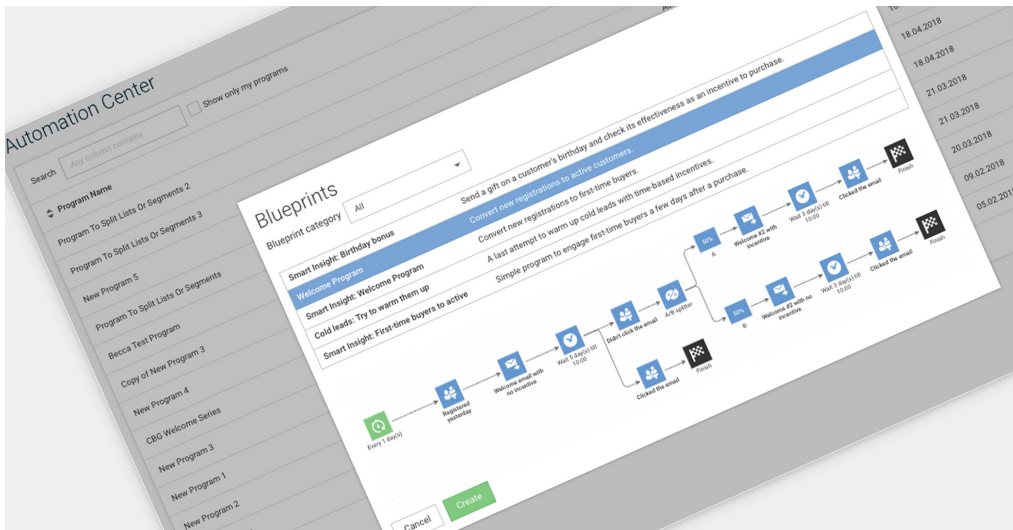 Automation Center
Search
Any column contains
Show only my programs
Program Name
Program To Split Lists Or Segments 2
Program To Split Lists Or Segments 3
New Program 5
Program To Split Lists Or Segments
Becca Test Program
Copy of New Program 3
New Program 4
CBG Welcome Series
New Program 3
New Program 1
New Program 2
18.04.2018
18.04.2018
21.03.2018
21.03.2018
20.03.2018
09.02.2018
05.02.2018
Blueprints
Blueprint category
All
Smart Insight: Birthday bonus Send a gift on a customer's birthday and check its effectiveness as an incentive to purchase.
Welcome Program Convert new registrations to active customers.
Smart Insight: Welcome Program Convert new registrations to first-time buyers.
Cold leads: Try to warm them up A last attempt to warm up cold leads with time-based incentives.
Smart Insight: First-time buyers to active Simple program to engage first-time buyers a few days after a purchase.
Every 1 day(s)
Registered
yesterday
Welcome email with
no incentive
Wait 5 day(s) till
10:00
Didn't click the email
A/B splitter
50%
A
Welcome #2 with
incentive
Wait 3 day(s) till
10:00
Clicked the email
Finish
50%
B
Welcome #2 with no
incentive
Wait 3 day(s) till
10:00
Clicked the email
Finish
Clicked the email
Finish
Cancel
Create